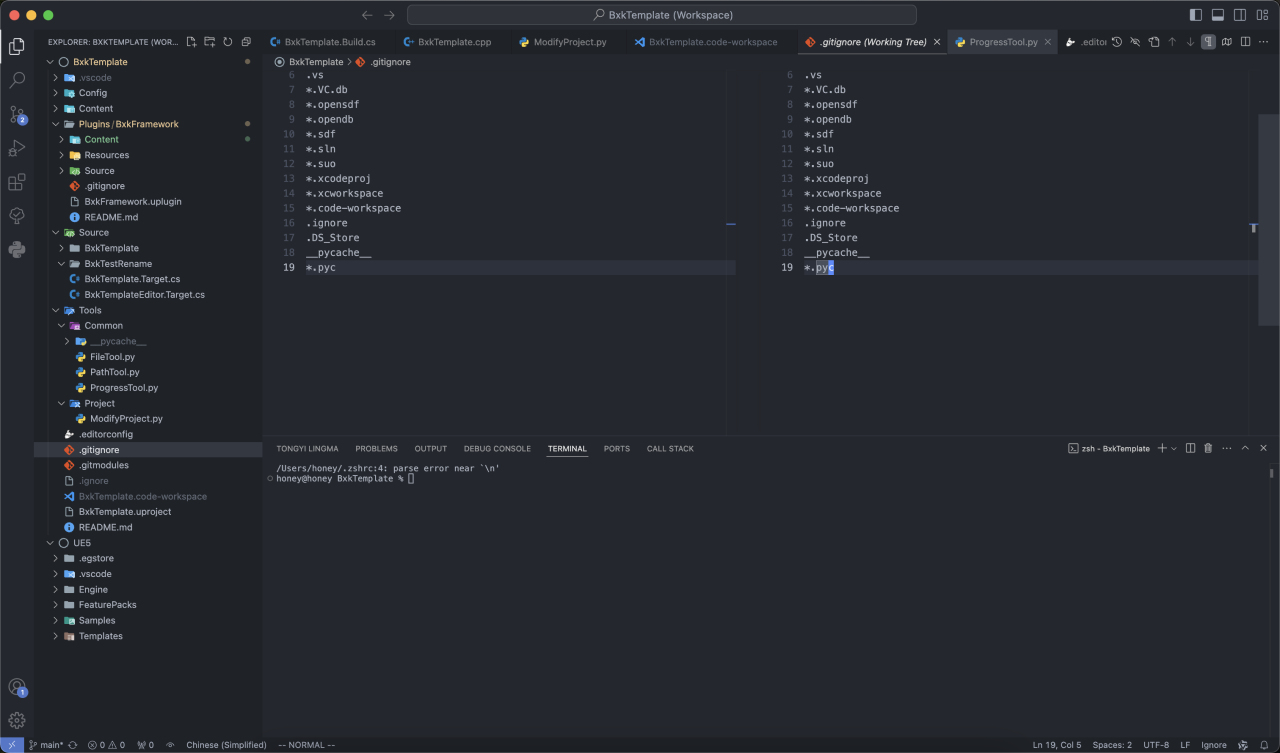 BxkTemplate (Workspace)
EXPLORER: BXKTEMPLATE (WOR...
BxkTemplate.Build.cs
BxkTemplate.cpp
ModifyProject.py
BxkTemplate.code-workspace
.gitignore (Working Tree)
ProgressTool.py
.editor
BxkTemplate
.vscode
Config
Content
Plugins / BxkFramework
Content
Resources
Source
.gitignore
BxkFramework.uplugin
README.md
Source
BxkTemplate
BxkTestRename
BxkTemplate.Target.cs
BxkTemplateEditor.Target.cs
Tools
Common
__pycache__
FileTool.py
PathTool.py
ProgressTool.py
Project
ModifyProject.py
.editorconfig
.gitignore
.gitmodules
.ignore
BxkTemplate.code-workspace
BxkTemplate.uproject
README.md
UE5
.egstore
.vscode
Engine
FeaturePacks
Samples
Templates
2
1
BxkTemplate > .gitignore
6 .vs
7 *.VC.db
8 *.opensdf
9 *.opendb
10 *.sdf
11 *.sln
12 *.suo
13 *.xcodeproj
14 *.xcworkspace
15 *.code-workspace
16 .ignore
17 .DS_Store
18 __pycache__
19 *.pyc
6 .vs
7 *.VC.db
8 *.opensdf
9 *.opendb
10 *.sdf
11 *.sln
12 *.suo
13 *.xcodeproj
14 *.xcworkspace
15 *.code-workspace
16 .ignore
17 .DS_Store
18 __pycache__
19 *.pyc
TONGYI LINGMA PROBLEMS OUTPUT DEBUG CONSOLE TERMINAL PORTS CALL STACK
zsh - BxkTemplate
/Users/honey/.zshrc:4: parse error near `\n'
honey@honey BxkTemplate %
main* 0 0 0 Chinese (Simplified) -- NORMAL -- Ln 19, Col 5 Spaces: 2 UTF-8 LF Ignore